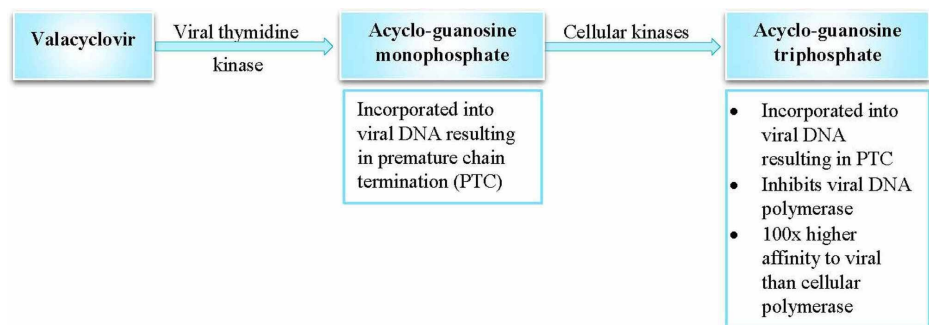 Valacyclovir
Viral thymidine
kinase
Acyclo-guanosine
monophosphate
Cellular kinases
Acyclo-guanosine
triphosphate
Incorporated into
viral DNA resulting
in premature chain
termination (PTC)
• Incorporated into
viral DNA
resulting in PTC
• Inhibits viral DNA
polymerase
• 100x higher
affinity to viral
than cellular
polymerase